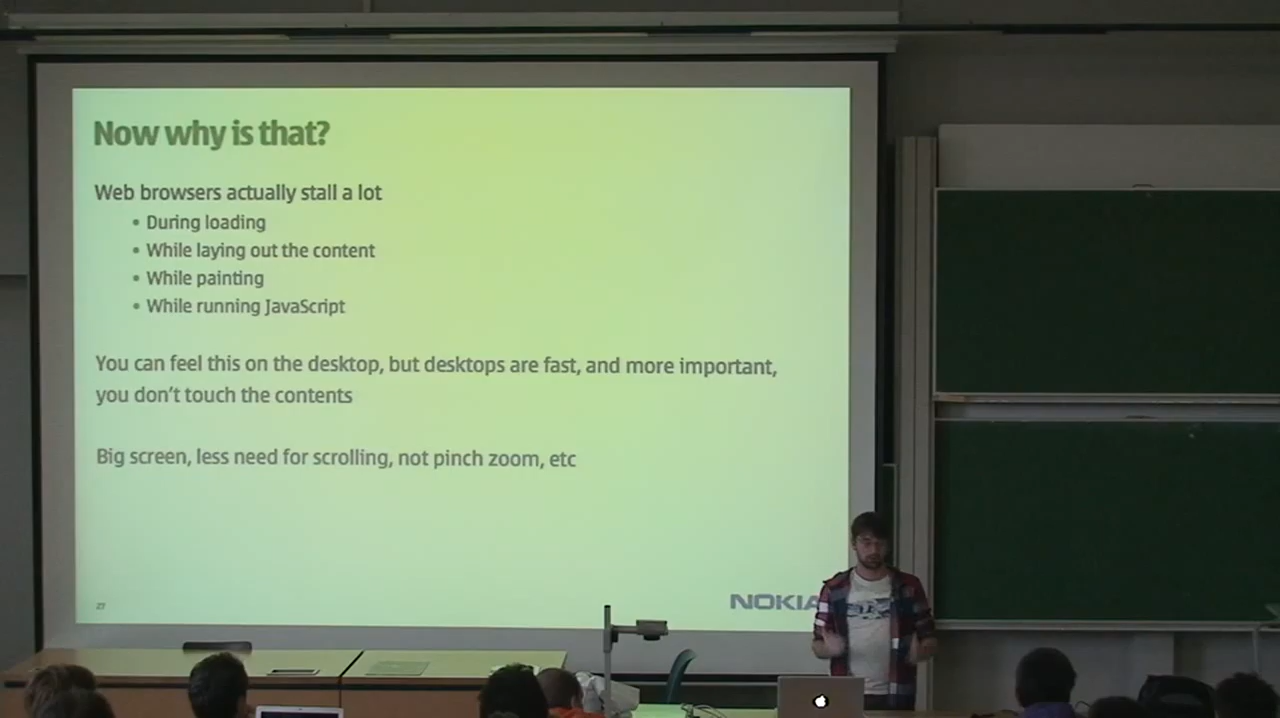 Now why is that?
Web browsers actually stall a lot
• During loading
• While laying out the content
• While painting
• While running JavaScript
You can feel this on the desktop, but desktops are fast, and more important,
you don't touch the contents
Big screen, less need for scrolling, not pinch zoom, etc
27
NOKIA